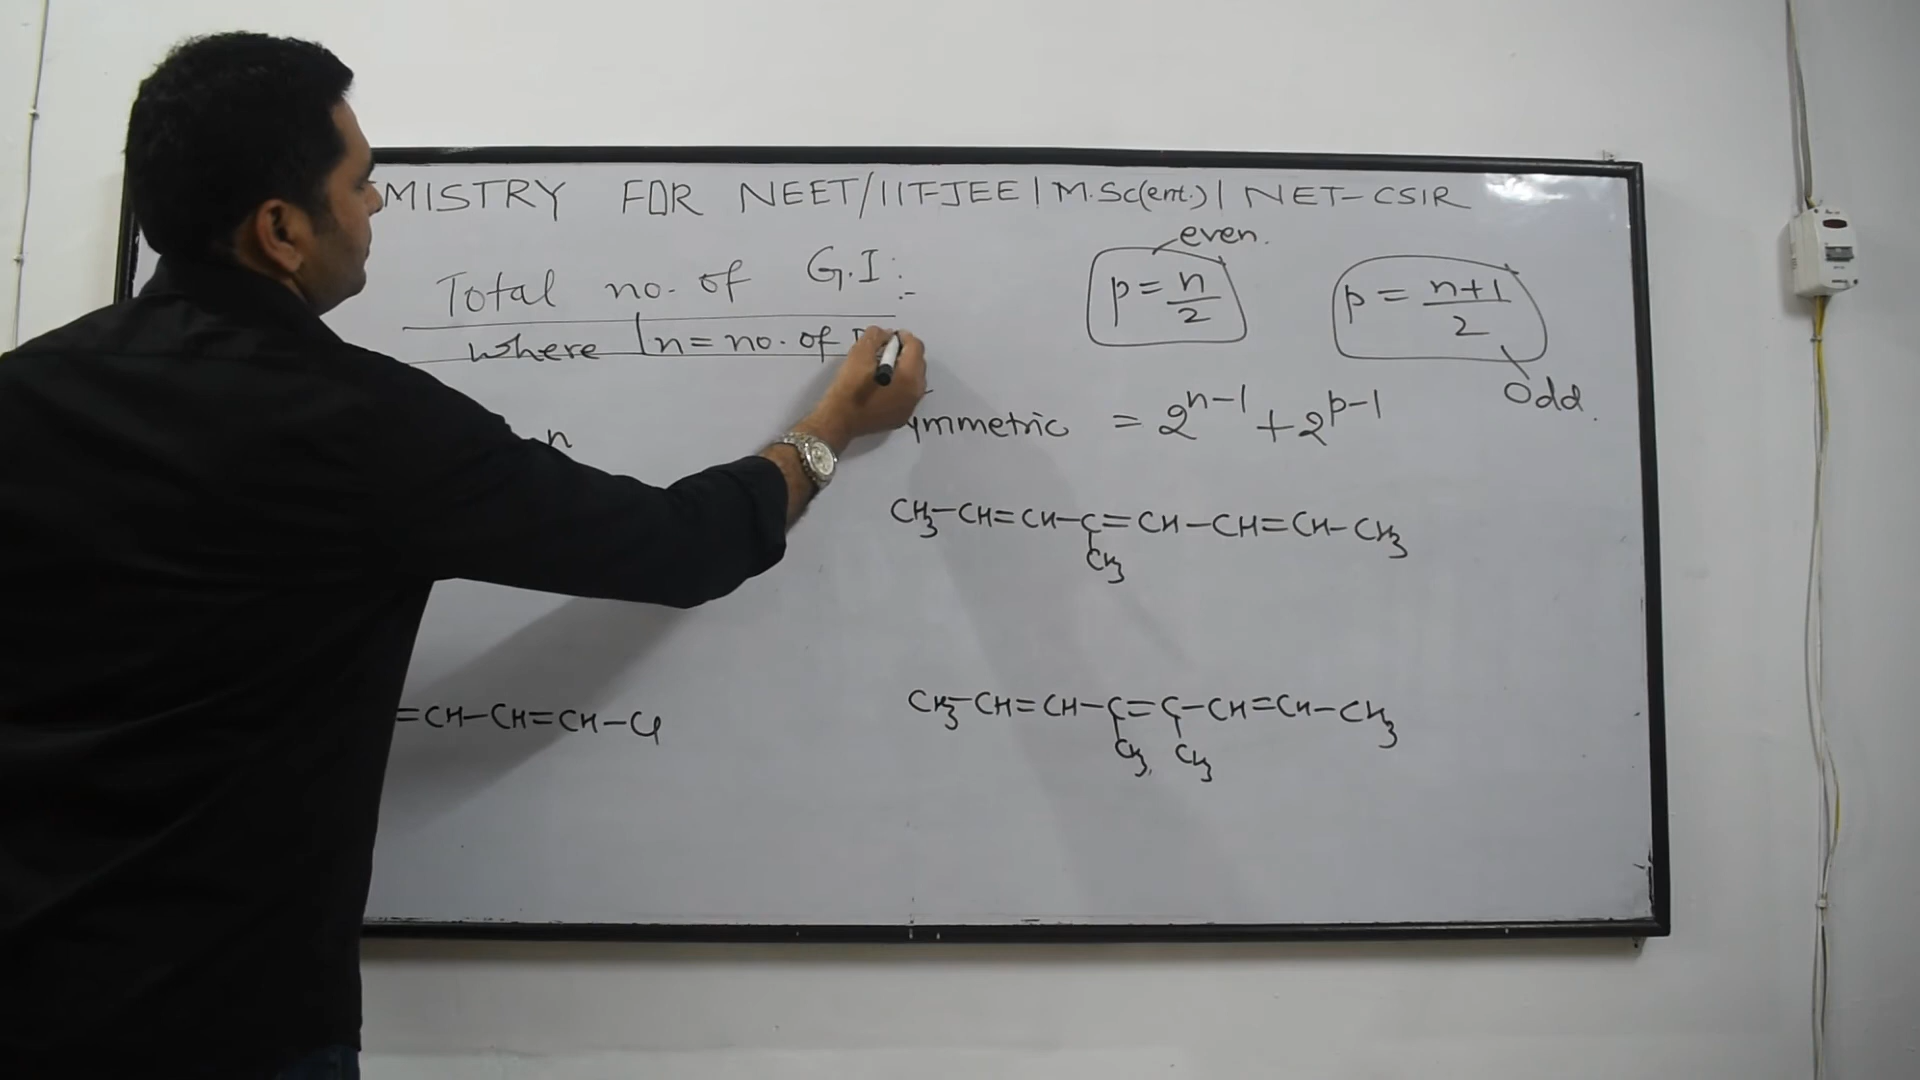 MISTRY FOR NEET/IIT-JEE | M.Sc(ent.) | NET-CSIR
Total no. of G.I :-
where n = no. of
even.
p = n/2
p = n+1/2
Odd.
n
ymmetric = 2^n-1 + 2^p-1
CH3-CH=CH-C=CH-CH=CH-CH3
CH3
=CH-CH=CH-Cl
CH3-CH=CH-C=C-CH=CH-CH3
CH3 CH3